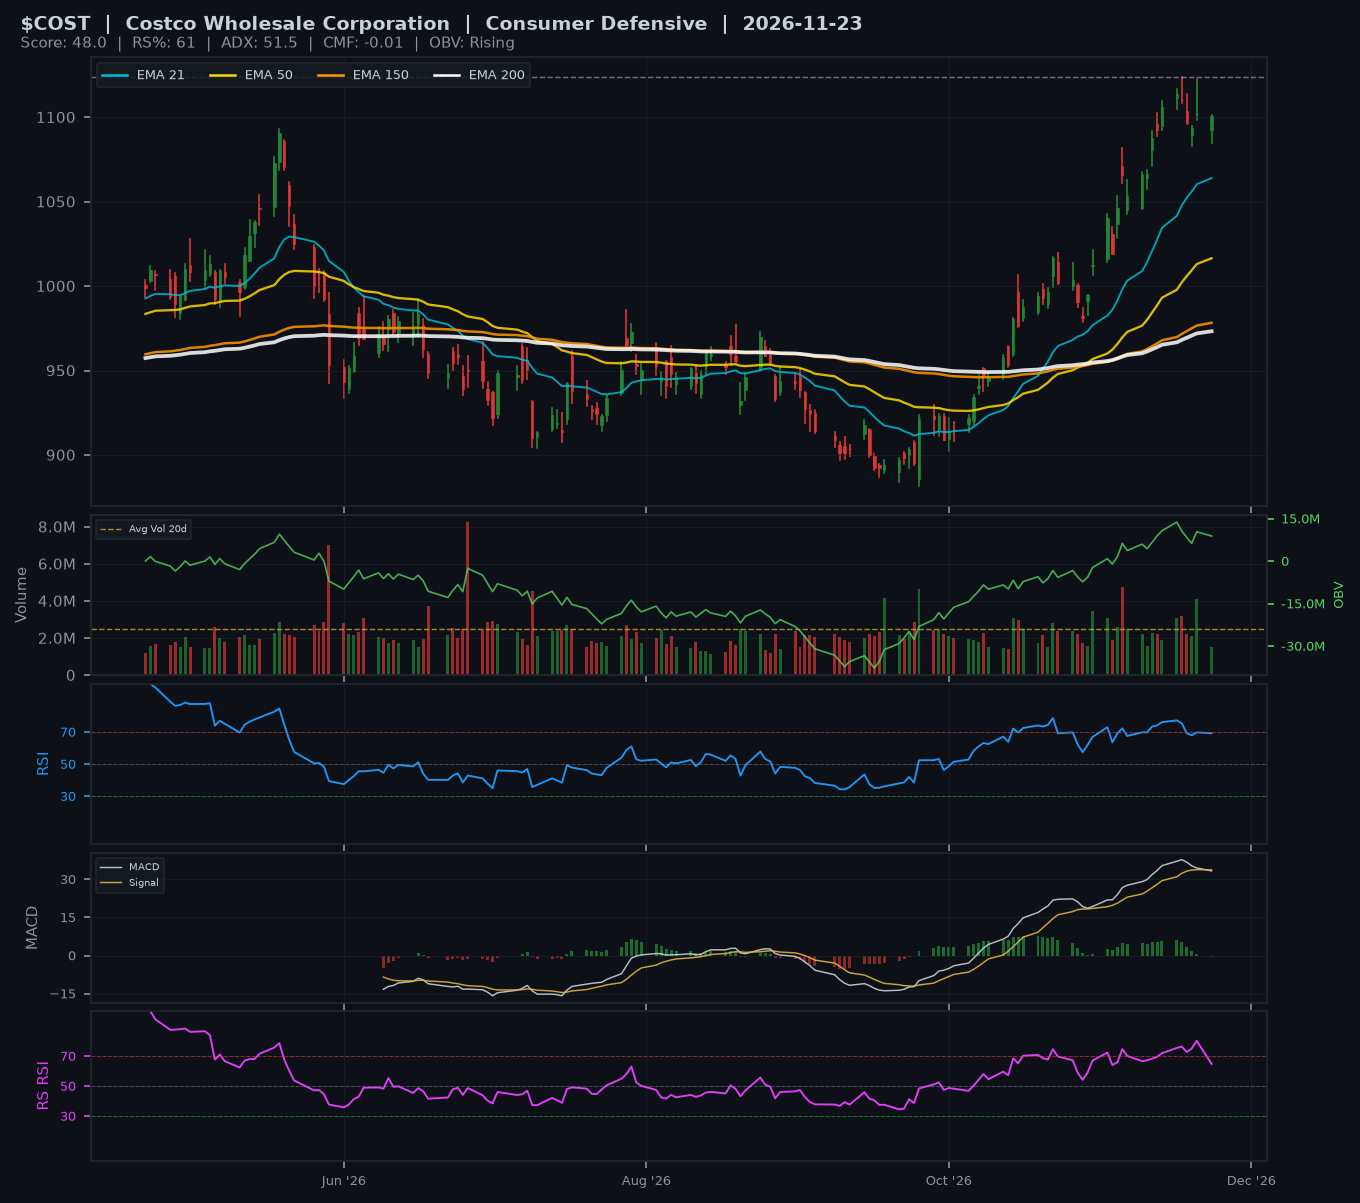 $COST | Costco Wholesale Corporation | Consumer Defensive | 2026-11-23
Score: 48.0 | RS%: 61 | ADX: 51.5 | CMF: -0.01 | OBV: Rising
EMA 21 EMA 50 EMA 150 EMA 200
1100
1050
1000
950
900
Avg Vol 20d
8.0M
6.0M
4.0M
2.0M
0
Volume
15.0M
0
-15.0M
-30.0M
OBV
70
50
30
RSI
MACD
Signal
30
15
0
−15
MACD
70
50
30
RS RSI
Jun '26 Aug '26 Oct '26 Dec '26